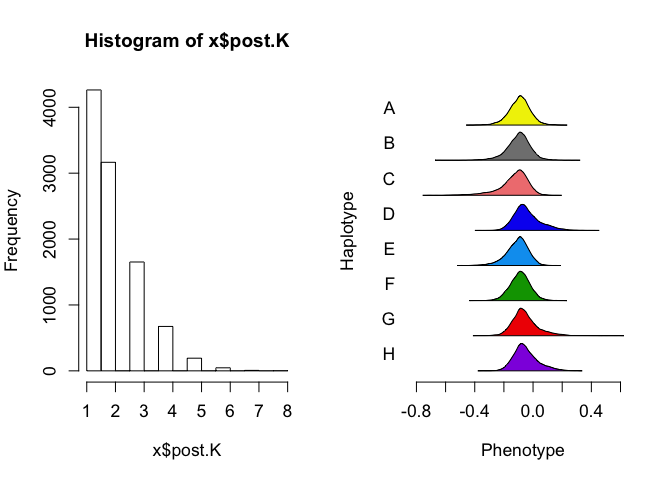 Histogram of x$post.K
Frequency
0
1000
2000
3000
4000
1 2 3 4 5 6 7 8
x$post.K
Haplotype
A
B
C
D
E
F
G
H
-0.8 -0.4 0.0 0.4
Phenotype